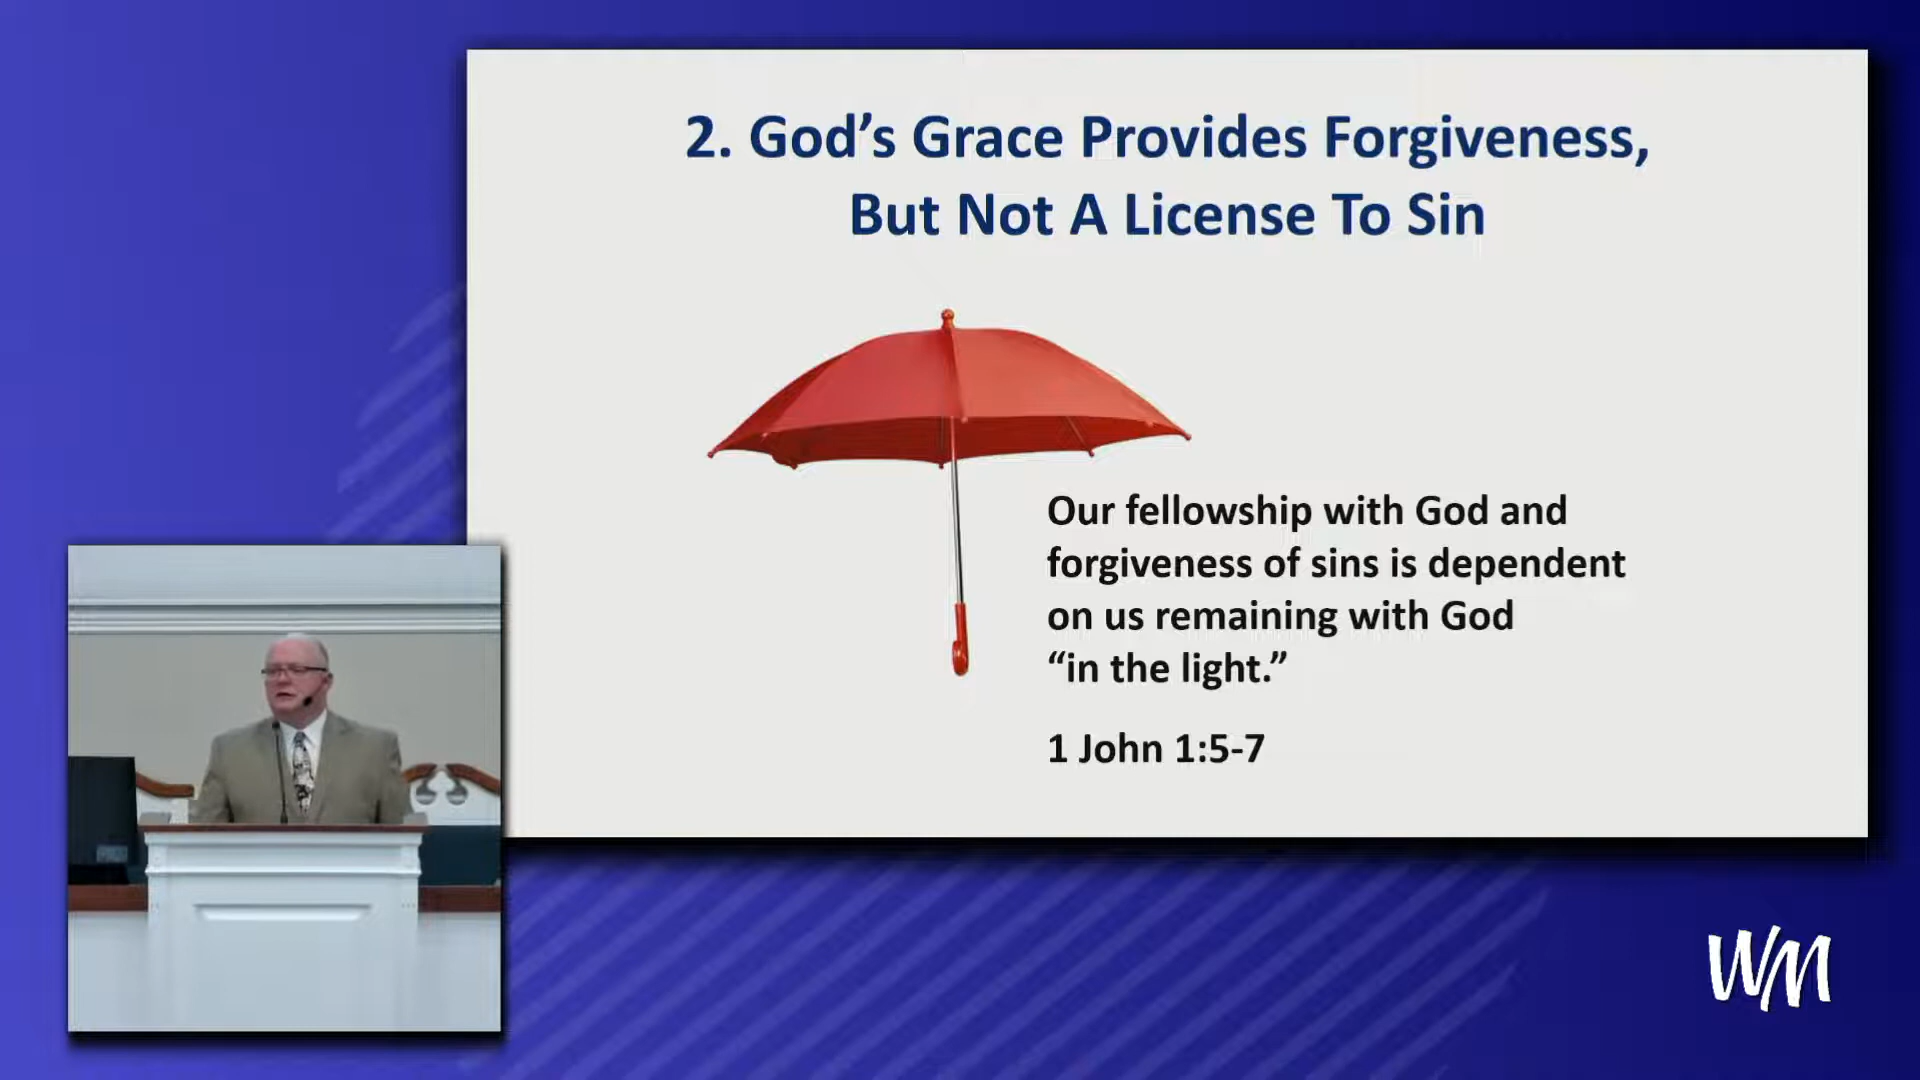 2. God’s Grace Provides Forgiveness,
But Not A License To Sin
Our fellowship with God and
forgiveness of sins is dependent
on us remaining with God
“in the light.”
1 John 1:5-7
WM